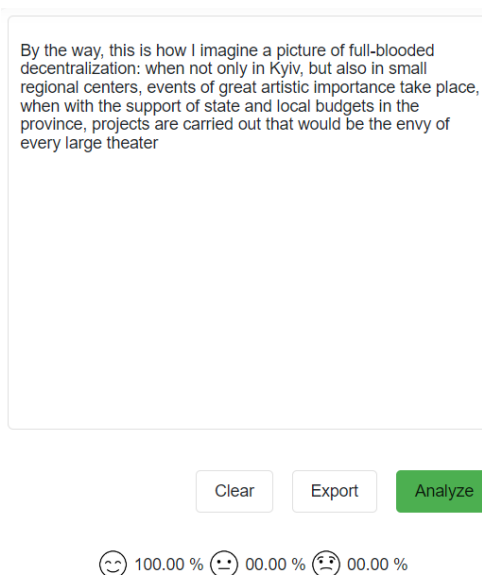 By the way, this is how I imagine a picture of full-blooded
decentralization: when not only in Kyiv, but also in small
regional centers, events of great artistic importance take place,
when with the support of state and local budgets in the
province, projects are carried out that would be the envy of
every large theater
Clear Export Analyze
100.00 % 00.00 % 00.00 %